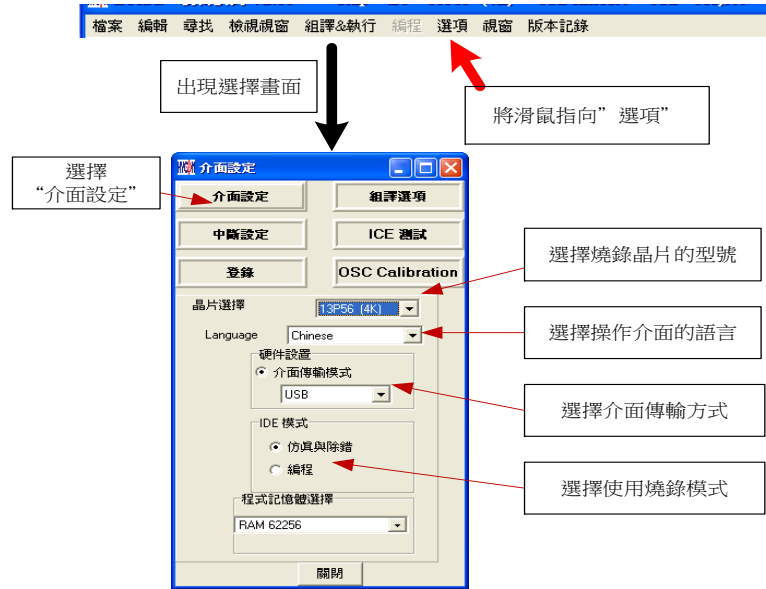 檔案 編輯 尋找 檢視視窗 組譯&執行 編程 選項 視窗 版本記錄
出現選擇畫面
將滑鼠指向”選項”
選擇
“介面設定”
介面設定
介面設定 組譯選項
中斷設定 ICE 測試
登錄 OSC Calibration
選擇燒錄晶片的型號
晶片選擇 13P56 (4K)
Language Chinese
選擇操作介面的語言
硬件設置
介面傳輸模式
USB
選擇介面傳輸方式
IDE 模式
仿真與除錯
編程
選擇使用燒錄模式
程式記憶體選擇
RAM 62256
關閉